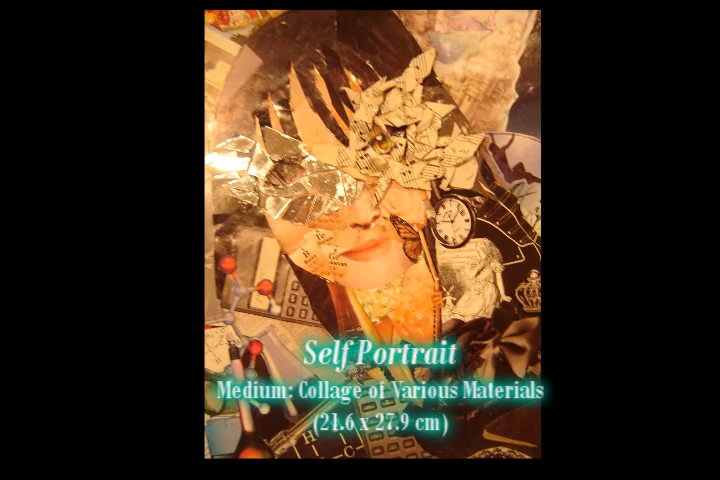 Self Portrait
Medium: Collage of Various Materials
(21.6 x 27.9 cm)